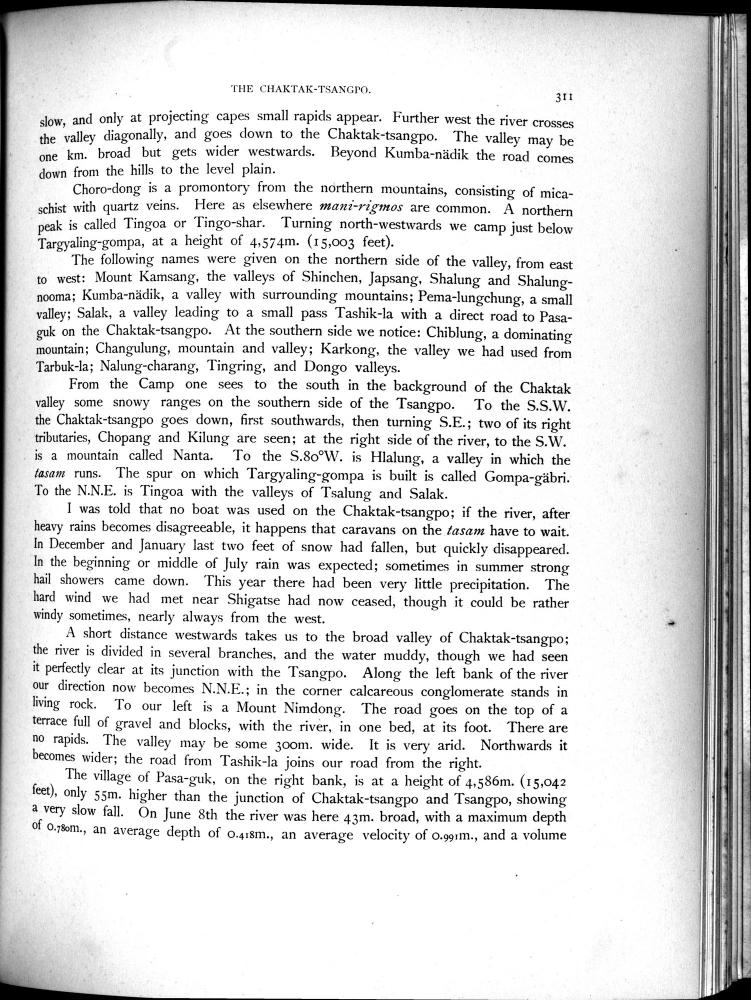 THE CHAKTAK-TSANGPO.
311
slow, and only at projecting capes small rapids appear. Further west the river crosses
the valley diagonally, and goes down to the Chaktak-tsangpo. The valley may be
one km. broad but gets wider westwards. Beyond Kumba-nädik the road comes
down from the hills to the level plain.
Choro-dong is a promontory from the northern mountains, consisting of mica-
schist with quartz veins. Here as elsewhere mani-rigmos are common. A northern
peak is called Tingoa or Tingo-shar. Turning north-westwards we camp just below
Targyaling-gompa, at a height of 4,574m. (15,003 feet).
The following names were given on the northern side of the valley, from east
to west: Mount Kamsang, the valleys of Shinchen, Japsang, Shalung and Shalung-
nooma; Kumba-nädik, a valley with surrounding mountains; Pema-lungchung, a small
valley; Salak, a valley leading to a small pass Tashik-la with a direct road to Pasa-
guk on the Chaktak-tsangpo. At the southern side we notice: Chiblung, a dominating
mountain; Changulung, mountain and valley; Karkong, the valley we had used from
Tarbuk-la; Nalung-charang, Tingring, and Dongo valleys.
From the Camp one sees to the south in the background of the Chaktak
valley some snowy ranges on the southern side of the Tsangpo. To the S.S.W.
the Chaktak-tsangpo goes down, first southwards, then turning S.E.; two of its right
tributaries, Chopang and Kilung are seen; at the right side of the river, to the S.W.
is a mountain called Nanta. To the S.80°W. is Hlalung, a valley in which the
tasam runs. The spur on which Targyaling-gompa is built is called Gompa-gäbri.
To the N.N.E. is Tingoa with the valleys of Tsalung and Salak.
I was told that no boat was used on the Chaktak-tsangpo; if the river, after
heavy rains becomes disagreeable, it happens that caravans on the tasam have to wait.
In December and January last two feet of snow had fallen, but quickly disappeared.
In the beginning or middle of July rain was expected; sometimes in summer strong
hail showers came down. This year there had been very little precipitation. The
hard wind we had met near Shigatse had now ceased, though it could be rather
windy sometimes, nearly always from the west.
A short distance westwards takes us to the broad valley of Chaktak-tsangpo;
the river is divided in several branches, and the water muddy, though we had seen
it perfectly clear at its junction with the Tsangpo. Along the left bank of the river
our direction now becomes N.N.E.; in the corner calcareous conglomerate stands in
living rock. To our left is a Mount Nimdong. The road goes on the top of a
terrace full of gravel and blocks, with the river, in one bed, at its foot. There are
no rapids. The valley may be some 300m. wide. It is very arid. Northwards it
becomes wider; the road from Tashik-la joins our road from the right.
The village of Pasa-guk, on the right bank, is at a height of 4,586m. (15,042
feet), only 55m. higher than the junction of Chaktak-tsangpo and Tsangpo, showing
a very slow fall. On June 8th the river was here 43m. broad, with a maximum depth
of 0.780m., an average depth of 0.418m., an average velocity of 0.991m., and a volume